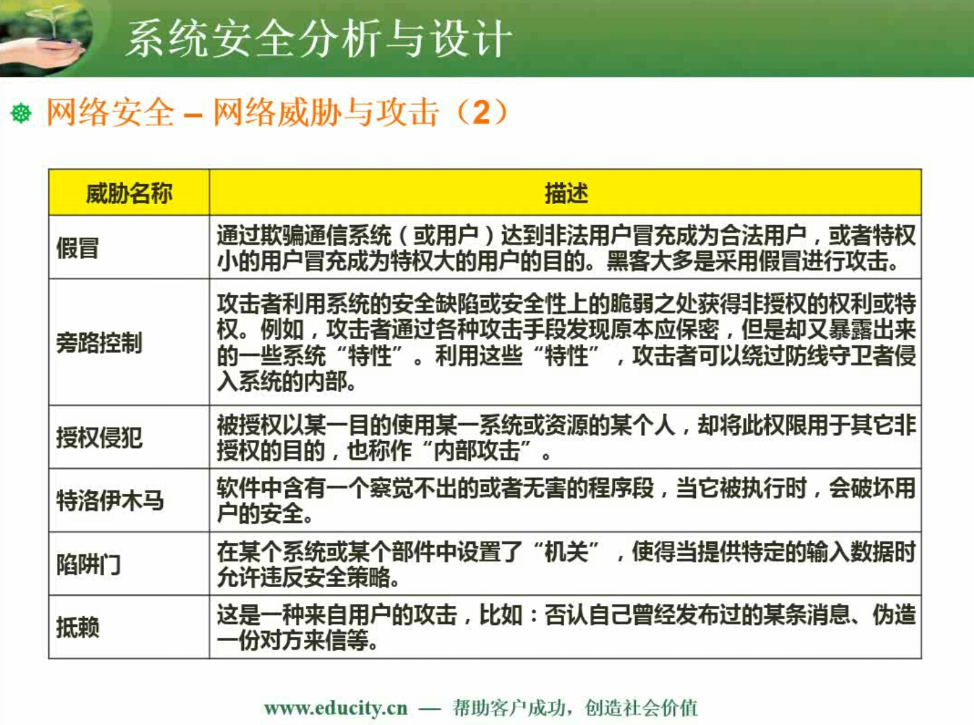 系统安全分析与设计
网络安全 – 网络威胁与攻击（2）
威胁名称 描述
假冒
通过欺骗通信系统（或用户）达到非法用户冒充成为合法用户，或者特权
小的用户冒充成为特权大的用户的目的。黑客大多是采用假冒进行攻击。
旁路控制
攻击者利用系统的安全缺陷或安全性上的脆弱之处获得非授权的权利或特
权。例如，攻击者通过各种攻击手段发现原本应保密，但是却又暴露出来
的一些系统“特性”。利用这些“特性”，攻击者可以绕过防线守卫者侵
入系统的内部。
授权侵犯
被授权以某一目的使用某一系统或资源的某个人，却将此权限用于其它非
授权的目的，也称作“内部攻击”。
特洛伊木马
软件中含有一个察觉不出的或者无害的程序段，当它被执行时，会破坏用
户的安全。
陷阱门
在某个系统或某个部件中设置了“机关”，使得当提供特定的输入数据时
允许违反安全策略。
抵赖
这是一种来自用户的攻击，比如：否认自己曾经发布过的某条消息、伪造
一份对方来信等。
www.educity.cn — 帮助客户成功，创造社会价值